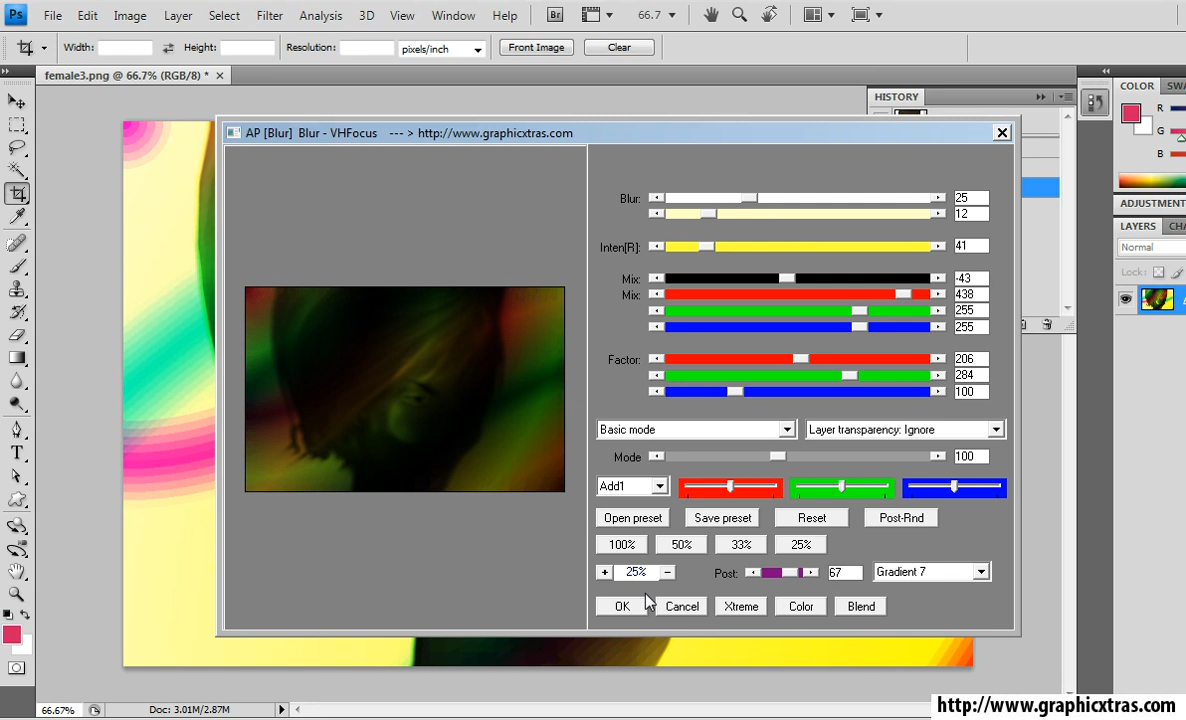 Ps File Edit Image Layer Select Filter Analysis 3D View Window Help Br 66.7
Width: Height: Resolution: pixels/inch Front Image Clear
female3.png @ 66.7% (RGB/8) *
HISTORY
COLOR SWA
R
G
B
ADJUSTMENT
LAYERS CHA
Normal
Lock:
AP [Blur] Blur - VHFocus --- > http://www.graphicxtras.com
Blur: 25
12
Inten[R]: 41
Mix: -43
Mix: 438
255
255
Factor: 206
284
100
Basic mode Layer transparency: Ignore
Mode 100
Add1
Open preset Save preset Reset Post-Rnd
100% 50% 33% 25%
+ 25% − Post: 67 Gradient 7
OK Cancel Xtreme Color Blend
T
66.67% Doc: 3.01M/2.87M
http://www.graphicxtras.com